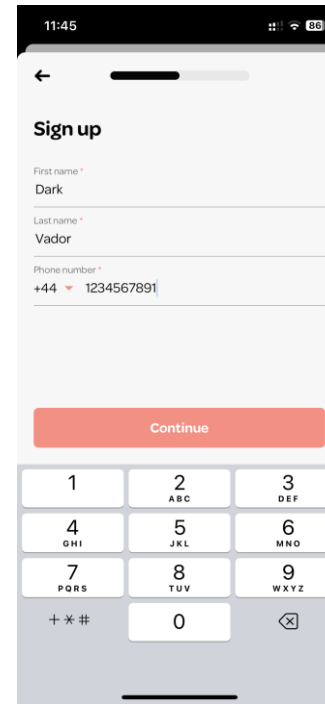 11:45
86
Sign up
First name *
Dark
Last name *
Vador
Phone number *
+44 1234567891
Continue
1 2 3
ABC DEF
4 5 6
GHI JKL MNO
7 8 9
PQRS TUV WXYZ
+*# 0